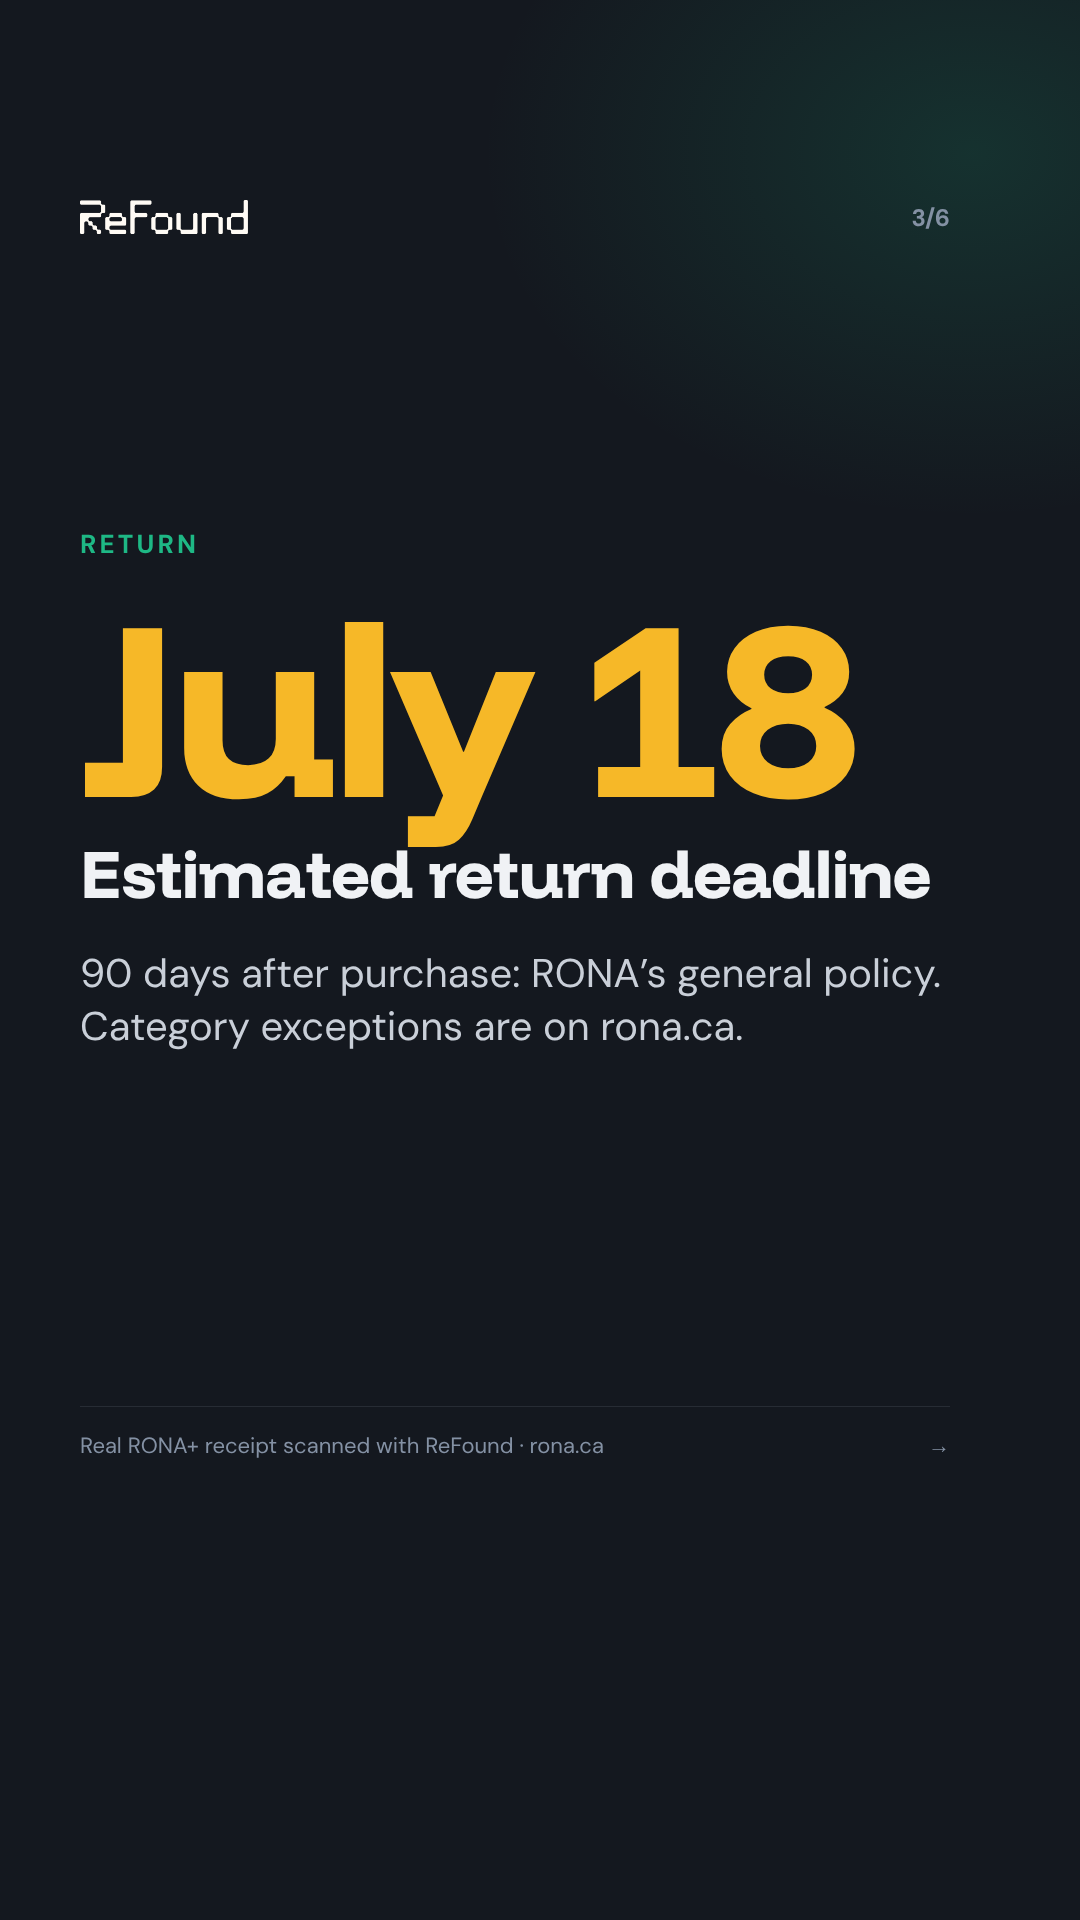 ReFound
3/6
RETURN
July 18
Estimated return deadline
90 days after purchase: RONA’s general policy.
Category exceptions are on rona.ca.
Real RONA+ receipt scanned with ReFound · rona.ca →